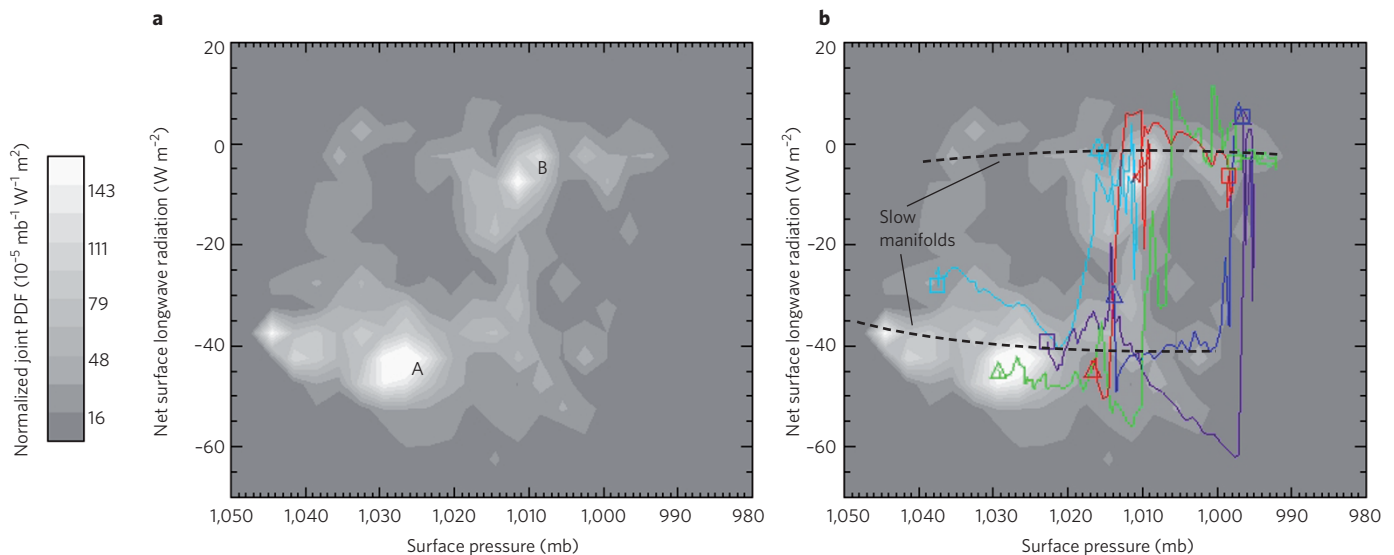 a
b
Normalized joint PDF (10⁻⁵ mb⁻¹ W⁻¹ m²)
143
111
79
48
16
Net surface longwave radiation (W m⁻²)
20
0
–20
–40
–60
B
A
1,050
1,040
1,030
1,020
1,010
1,000
990
980
Surface pressure (mb)
Net surface longwave radiation (W m⁻²)
20
0
–20
–40
–60
Slow
manifolds
1,050
1,040
1,030
1,020
1,010
1,000
990
980
Surface pressure (mb)